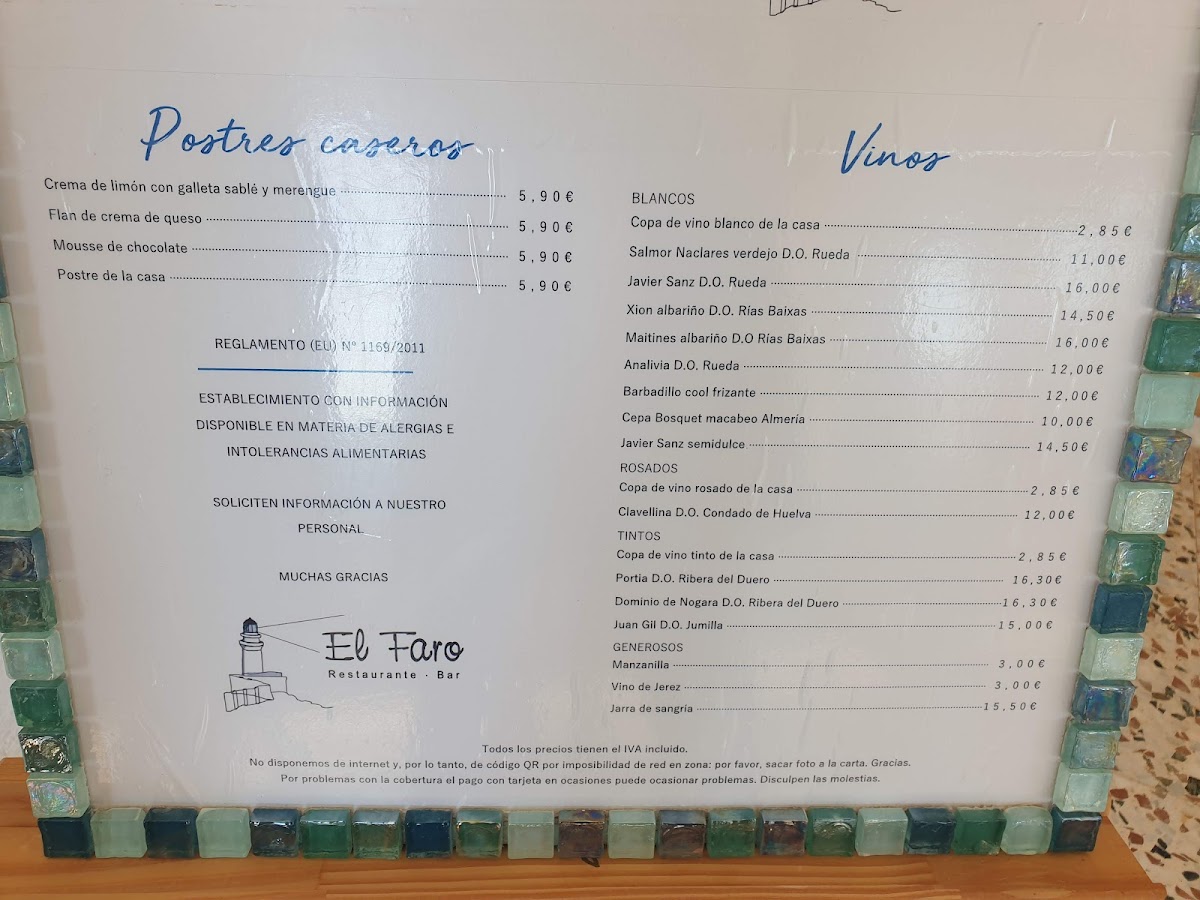 Postres caseros
Crema de limón con galleta sablé y merengue 5,90€
Flan de crema de queso 5,90€
Mousse de chocolate 5,90€
Postre de la casa 5,90€
REGLAMENTO (EU) Nº 1169/2011
ESTABLECIMIENTO CON INFORMACIÓN
DISPONIBLE EN MATERIA DE ALERGIAS E
INTOLERANCIAS ALIMENTARIAS
SOLICITEN INFORMACIÓN A NUESTRO
PERSONAL
MUCHAS GRACIAS
El Faro
Restaurante · Bar
Vinos
BLANCOS
Copa de vino blanco de la casa 2,85€
Salmor Naclares verdejo D.O. Rueda 11,00€
Javier Sanz D.O. Rueda 16,00€
Xion albariño D.O. Rías Baixas 14,50€
Maitines albariño D.O Rías Baixas 16,00€
Analivia D.O. Rueda 12,00€
Barbadillo cool frizante 12,00€
Cepa Bosquet macabeo Almeria 10,00€
Javier Sanz semidulce 14,50€
ROSADOS
Copa de vino rosado de la casa 2,85€
Clavellina D.O. Condado de Huelva 12,00€
TINTOS
Copa de vino tinto de la casa 2,85€
Portia D.O. Ribera del Duero 16,30€
Dominio de Nogara D.O. Ribera del Duero 16,30€
Juan Gil D.O. Jumilla 15,00€
GENEROSOS
Manzanilla 3,00€
Vino de Jerez 3,00€
Jarra de sangría 15,50€
Todos los precios tienen el IVA incluido.
No disponemos de internet y, por lo tanto, de código QR por imposibilidad de red en zona: por favor, sacar foto a la carta. Gracias.
Por problemas con la cobertura el pago con tarjeta en ocasiones puede ocasionar problemas. Disculpen las molestias.